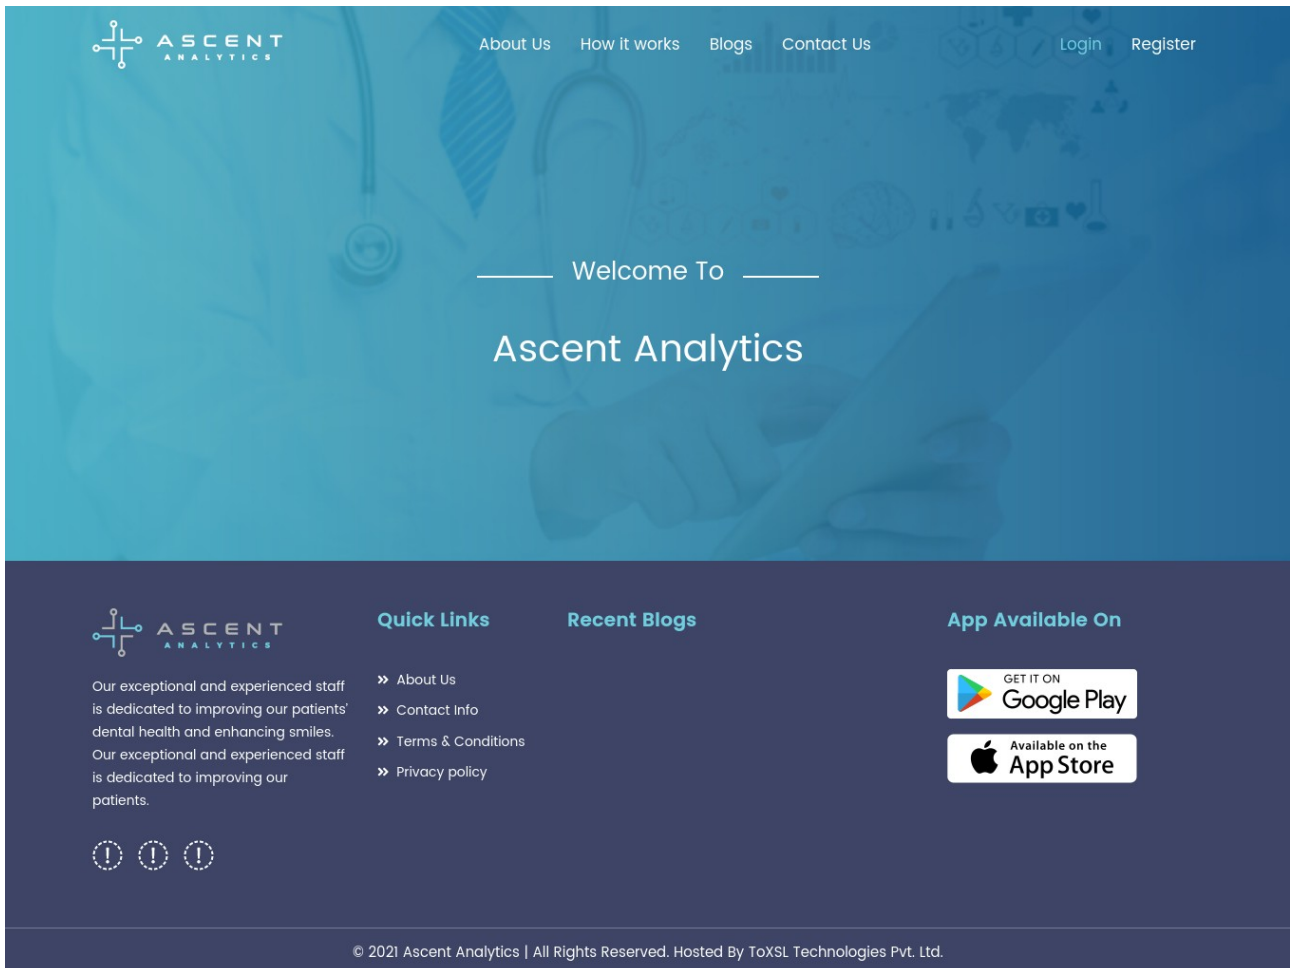 ASCENT
ANALYTICS
About Us
How it works
Blogs
Contact Us
Login
Register
Welcome To
Ascent Analytics
ASCENT
ANALYTICS
Our exceptional and experienced staff
is dedicated to improving our patients'
dental health and enhancing smiles.
Our exceptional and experienced staff
is dedicated to improving our
patients.
Quick Links
About Us
Contact Info
Terms & Conditions
Privacy policy
Recent Blogs
App Available On
GET IT ON
Google Play
Available on the
App Store
© 2021 Ascent Analytics | All Rights Reserved. Hosted By ToXSL Technologies Pvt. Ltd.